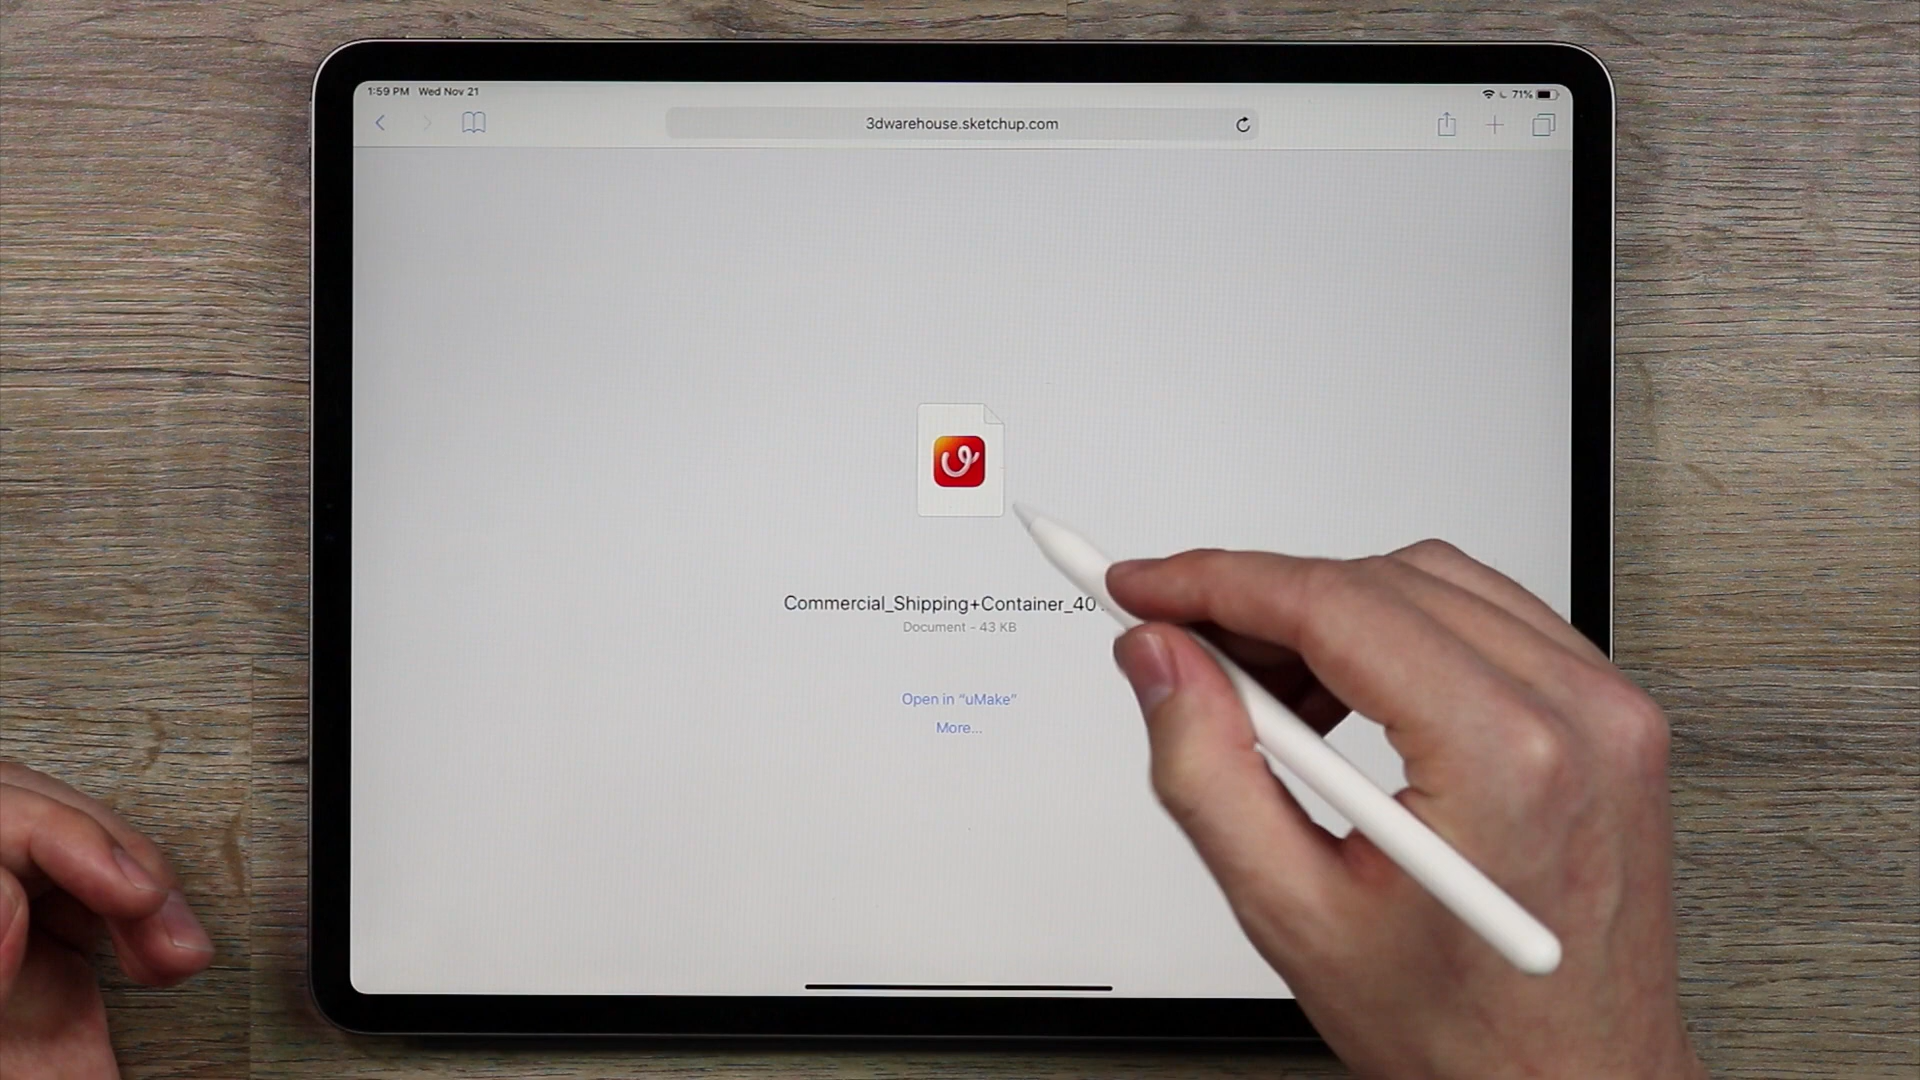 1:59 PM Wed Nov 21
71%
3dwarehouse.sketchup.com
Commercial_Shipping+Container_40
Document - 43 KB
Open in “uMake”
More...